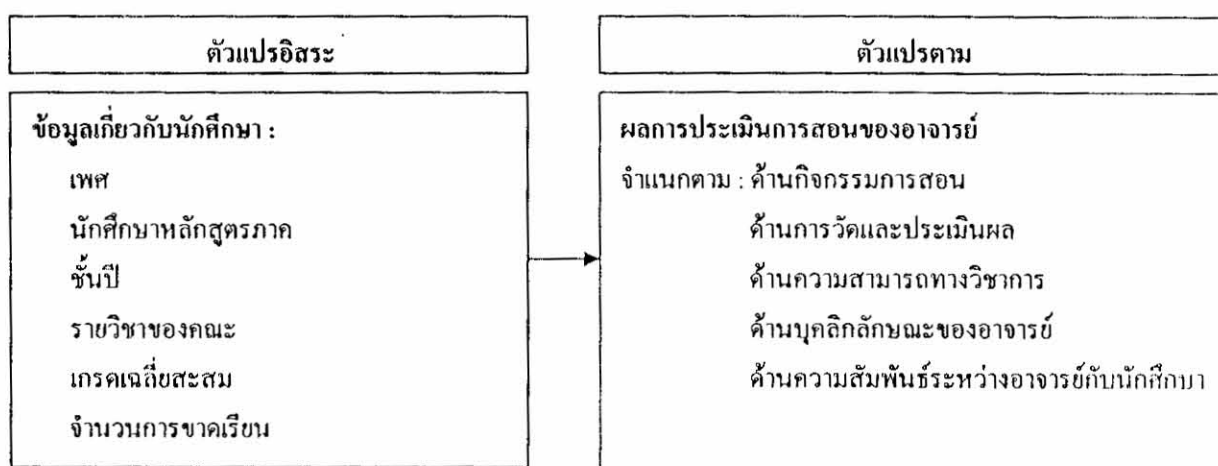 ตัวแปรอิสระ
ข้อมูลเกี่ยวกับนักศึกษา :
เพศ
นักศึกษาหลักสูตรภาค
ชั้นปี
รายวิชาของคณะ
เกรดเฉลี่ยสะสม
จำนวนการขาดเรียน
ตัวแปรตาม
ผลการประเมินการสอนของอาจารย์
จำแนกตาม : ด้านกิจกรรมการสอน
ด้านการวัดและประเมินผล
ด้านความสามารถทางวิชาการ
ด้านบุคลิกลักษณะของอาจารย์
ด้านความสัมพันธ์ระหว่างอาจารย์กับนักศึกษา